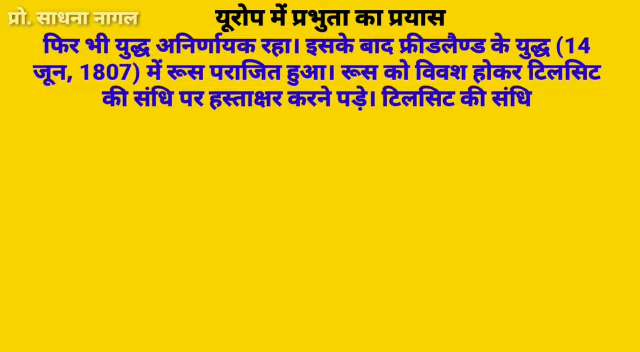 प्रो. साधना नागल
यूरोप में प्रभुता का प्रयास
फिर भी युद्ध अनिर्णायक रहा। इसके बाद फ्रीडलैण्ड के युद्ध (14
जून, 1807) में रूस पराजित हुआ। रूस को विवश होकर टिलसिट
की संधि पर हस्ताक्षर करने पड़े। टिलसिट की संधि